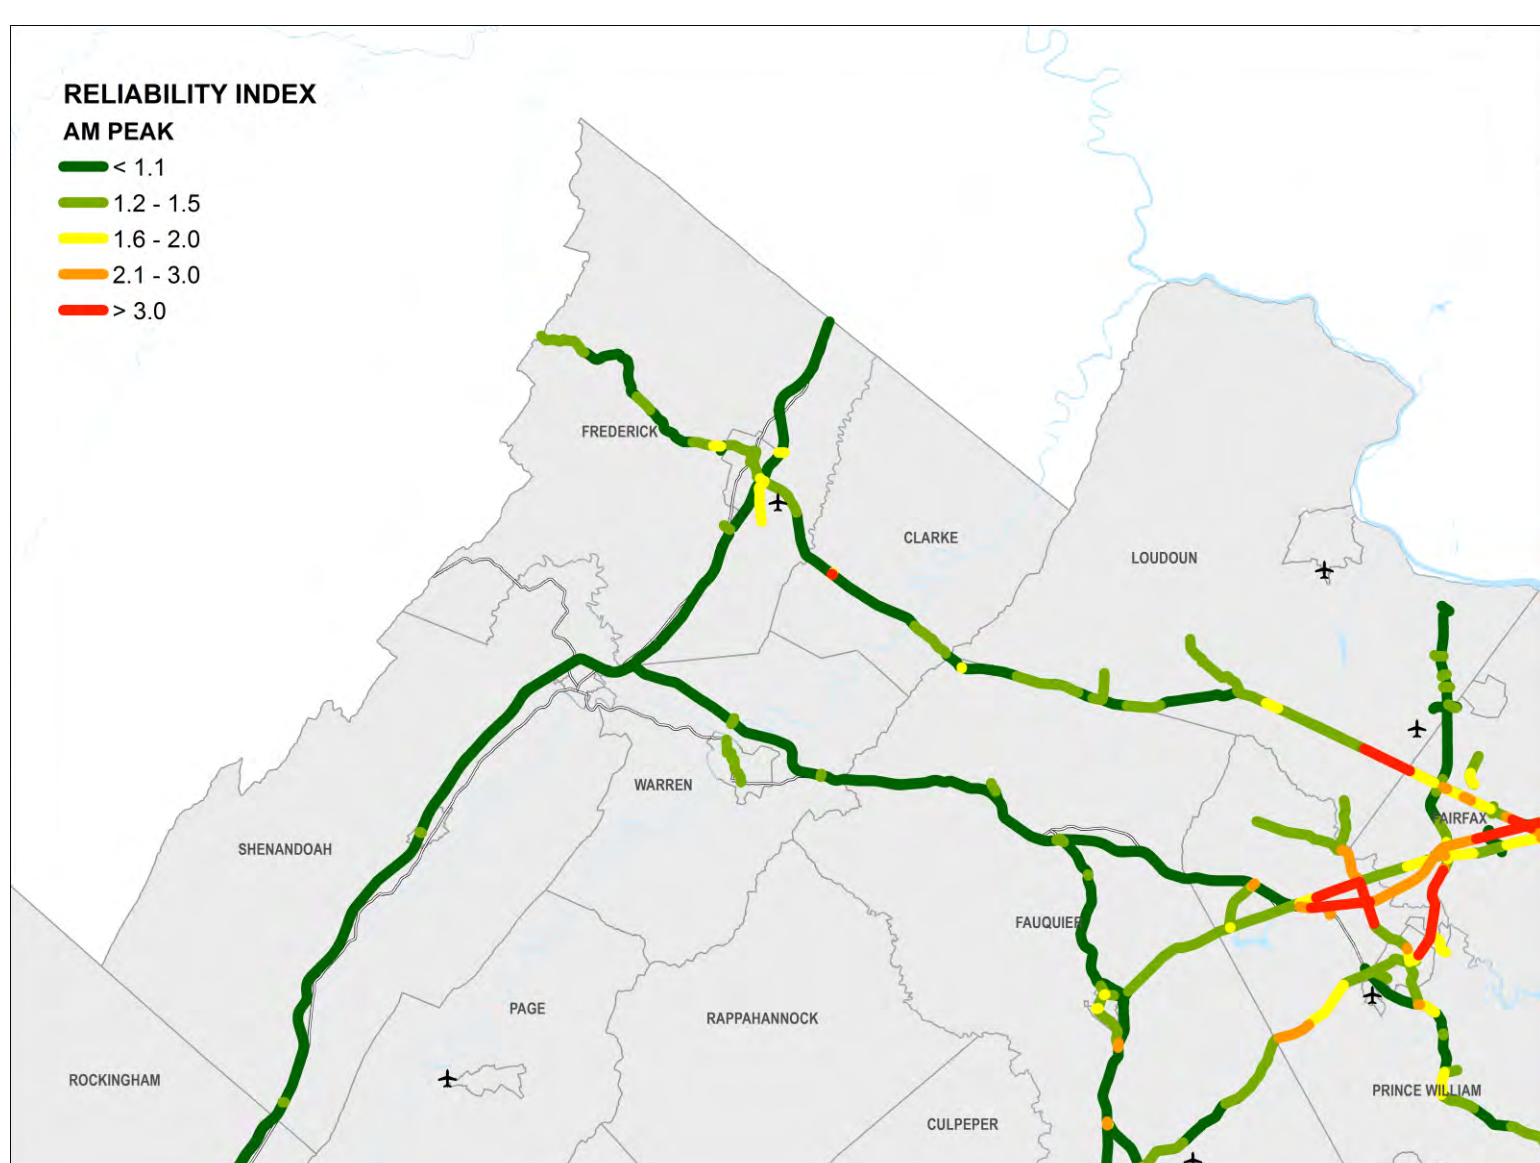 RELIABILITY INDEX
AM PEAK
< 1.1
1.2 - 1.5
1.6 - 2.0
2.1 - 3.0
> 3.0
FREDERICK
CLARKE
LOUDOUN
WARREN
FAIRFAX
SHENANDOAH
FAUQUIER
PAGE
RAPPAHANNOCK
ROCKINGHAM
PRINCE WILLIAM
CULPEPER